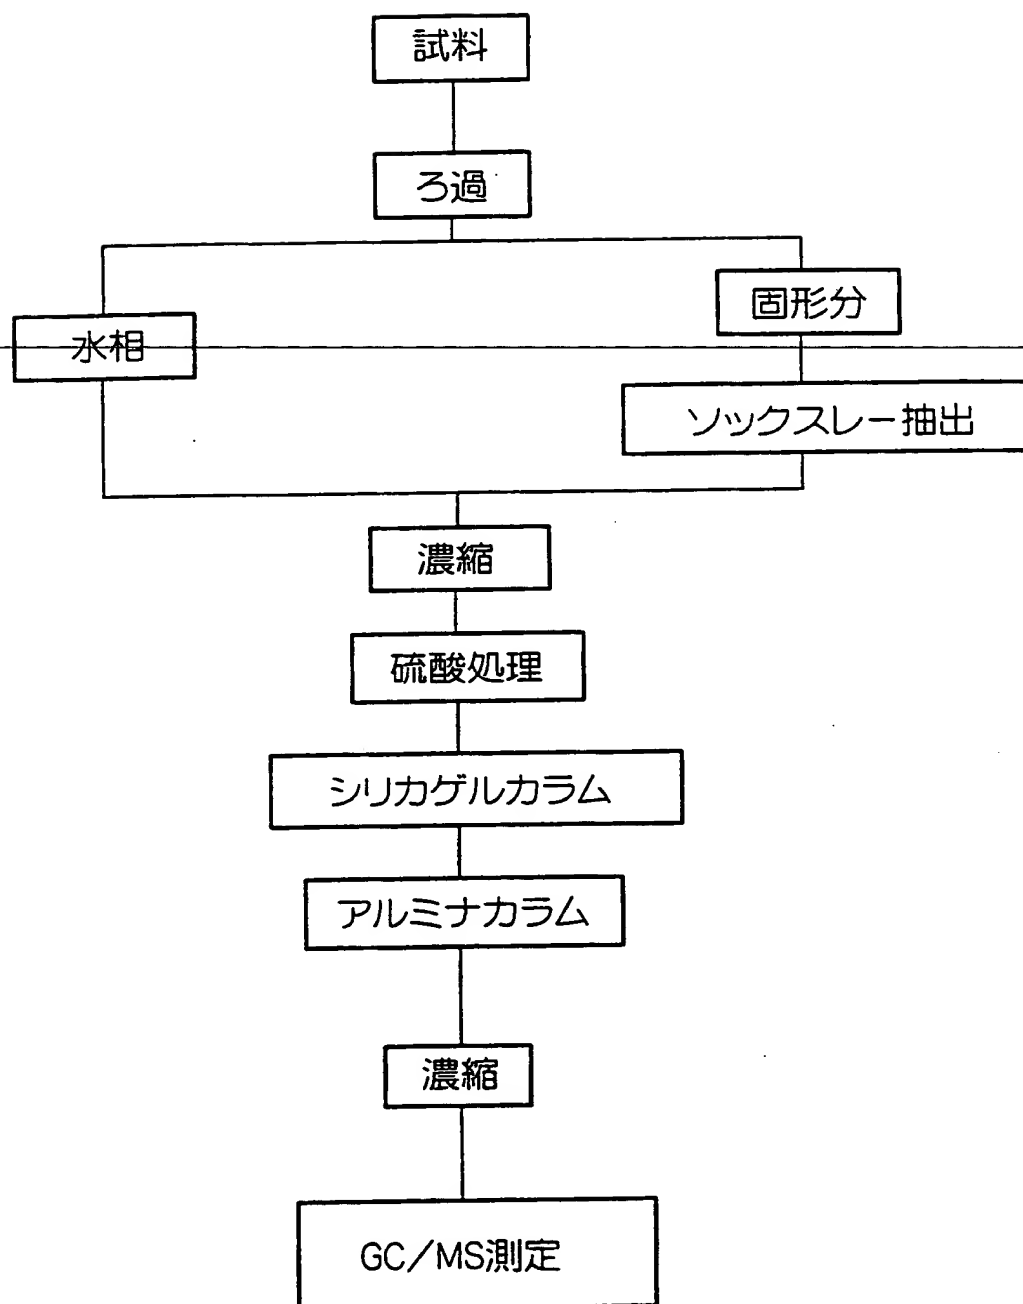 試料
ろ過
固形分
水相
ソックスレー抽出
濃縮
硫酸処理
シリカゲルカラム
アルミナカラム
濃縮
GC/MS測定